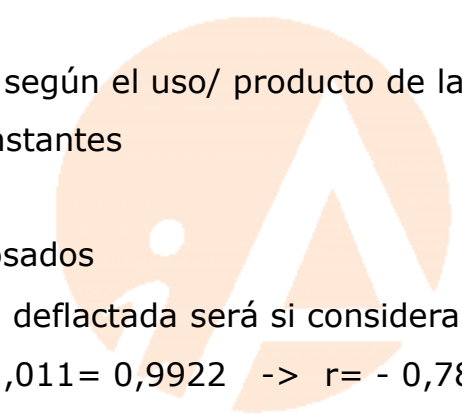 según el uso/ producto de la
nstantes
osados
deflactada será si considera
,011= 0,9922 -> r= - 0,78